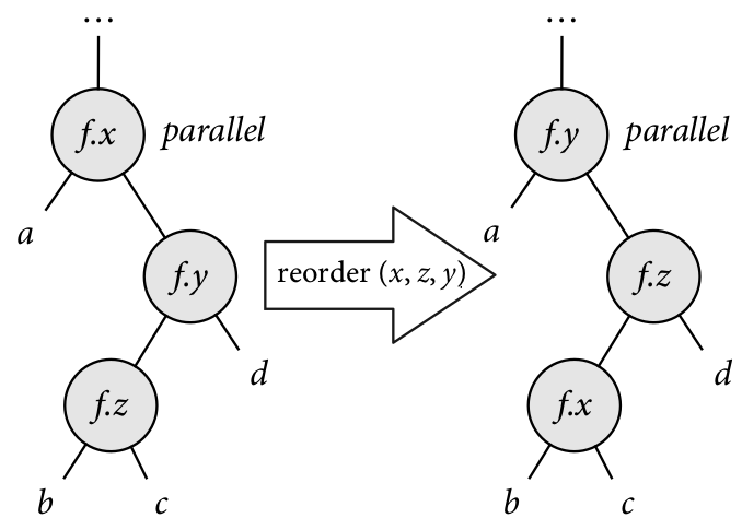 ...
...
f.x parallel
f.y parallel
a
a
f.y
reorder (x, z, y)
f.z
d
d
f.z
f.x
b
c
b
c